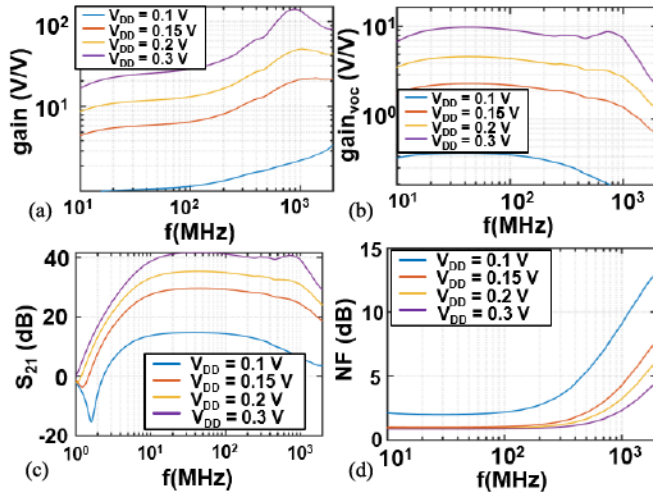 10²
10¹
gain (V/V)
V_DD = 0.1 V
V_DD = 0.15 V
V_DD = 0.2 V
V_DD = 0.3 V
(a)
10¹ 10² 10³
f(MHz)
10¹
10⁰
gain_voc (V/V)
V_DD = 0.1 V
V_DD = 0.15 V
V_DD = 0.2 V
V_DD = 0.3 V
(b)
10¹ 10² 10³
f(MHz)
40
20
0
-20
S₂₁ (dB)
V_DD = 0.1 V
V_DD = 0.15 V
V_DD = 0.2 V
V_DD = 0.3 V
(c)
10⁰ 10¹ 10² 10³
f(MHz)
15
10
5
0
NF (dB)
V_DD = 0.1 V
V_DD = 0.15 V
V_DD = 0.2 V
V_DD = 0.3 V
(d)
10¹ 10² 10³
f(MHz)